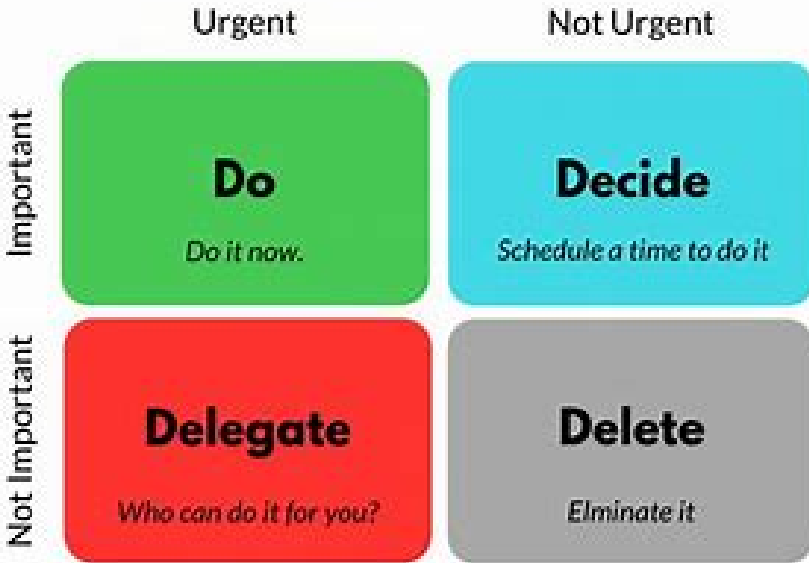 Urgent
Not Urgent
Important
Do
Do it now.
Decide
Schedule a time to do it
Not Important
Delegate
Who can do it for you?
Delete
Elminate it